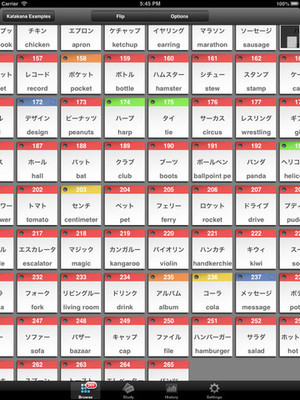 Carrier 5:45 PM 100%
Katakana Examples Flip Options
チキン エプロン ケチャップ イヤリング マラソン ソーセージ
chicken apron ketchup earring marathon sausage
157 158 160 162 163
レコード ポケット ボトル ハムスター シチュー スタンプ
record pocket bottle hamster stew stamp
172 173 174 175 176 177
デザイン ピーナッツ ハープ タイ サーカス レスリング
design peanuts harp tie circus wrestling
187 188 189 190 191
ホール バット クラブ ブーツ ボールペン パンダ
hall bat club boots ballpoint pe panda
202 203 204 205 206 207
トマト センチ ペット フェリー ロケット ドライブ
tomato centimeter pet ferry rocket drive
217 218 219 220 221 222
エスカレータ マジック カンガルー バイオリン ハンカチ キウィ
escalator magic kangaroo violin handkerchie kiwi
232 233 234 235 236 237
フォーク リビングルー ドリンク アルバム コーラ メッセージ
fork living room drink album cola message
247 248 249 250 251 252
ソファー バザー キャップ ファイル ハンバーガー サラダ
sofa bazaar cap file hamburger salad
262 263 264 265
Browse Study History Settings